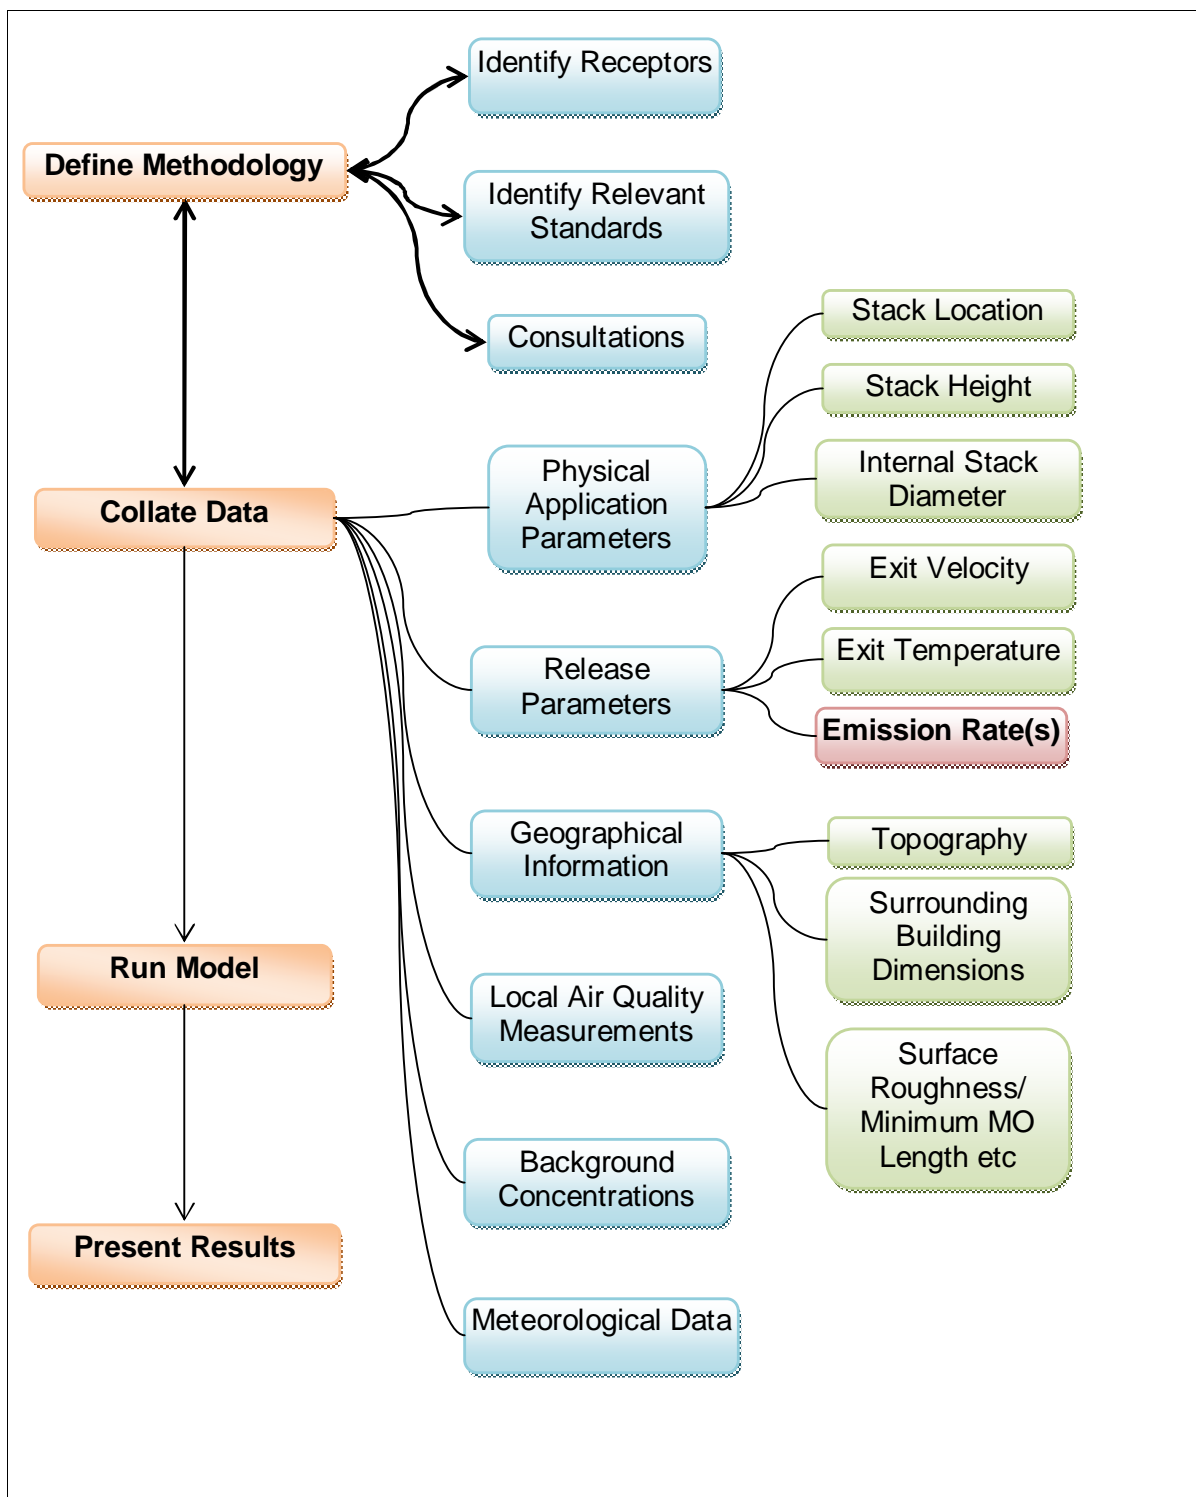 Identify Receptors
Define Methodology
Identify Relevant
Standards
Consultations
Stack Location
Stack Height
Internal Stack
Diameter
Physical
Application
Parameters
Collate Data
Exit Velocity
Exit Temperature
Emission Rate(s)
Release
Parameters
Geographical
Information
Topography
Surrounding
Building
Dimensions
Run Model
Local Air Quality
Measurements
Surface
Roughness/
Minimum MO
Length etc
Background
Concentrations
Present Results
Meteorological Data